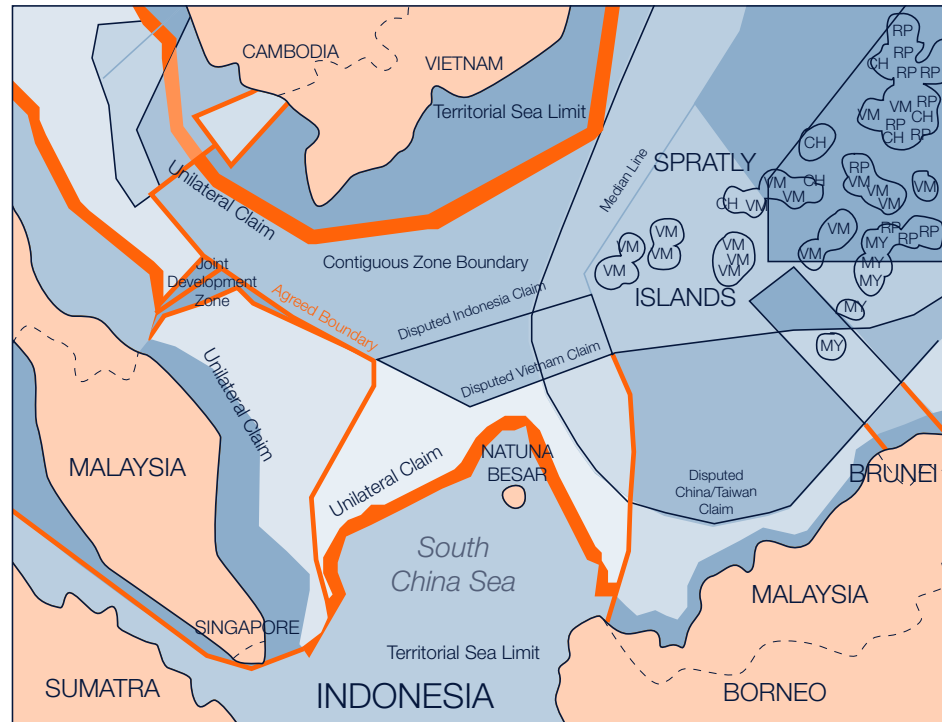 CAMBODIA
VIETNAM
Territorial Sea Limit
RP
RP
CH
RP
RP
VM
RP
CH
RP
CH
RP
VM
CH
SPRATLY
Median Line
Unilateral Claim
RP
VM
CH
VM
VM
VM
VM
VM
CH
VM
Contiguous Zone Boundary
VM
VM
VM
VM
VM
VM
VM
VM
VM
RP
RP
RP
MY
MY
MY
Joint
Development
Zone
Agreed Boundary
Disputed Indonesia Claim
ISLANDS
MY
MY
Disputed Vietnam Claim
Unilateral Claim
Unilateral Claim
MALAYSIA
NATUNA
BESAR
Disputed
China/Taiwan
Claim
BRUNEI
South
China Sea
MALAYSIA
SINGAPORE
Territorial Sea Limit
SUMATRA
INDONESIA
BORNEO